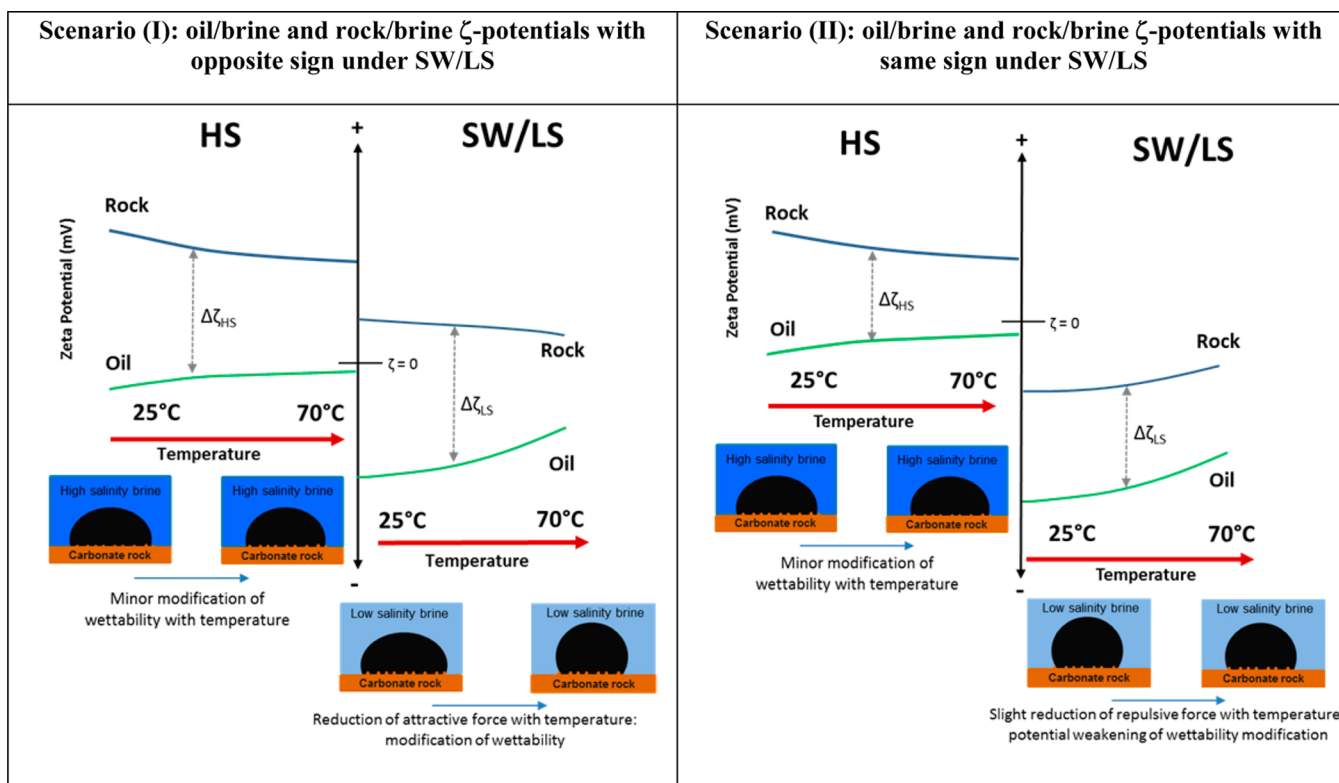 Scenario (I): oil/brine and rock/brine ζ-potentials with
opposite sign under SW/LS
HS
+
SW/LS
Zeta Potential (mV)
Rock
ΔζHS
Oil
ζ = 0
Rock
ΔζLS
Oil
25°C
70°C
Temperature
High salinity brine
Carbonate rock
High salinity brine
Carbonate rock
Minor modification of
wettability with temperature
25°C
70°C
Temperature
-
Low salinity brine
Carbonate rock
Low salinity brine
Carbonate rock
Reduction of attractive force with temperature:
modification of wettability
Scenario (II): oil/brine and rock/brine ζ-potentials with
same sign under SW/LS
HS
+
SW/LS
Zeta Potential (mV)
Rock
ΔζHS
Oil
ζ = 0
25°C
70°C
Temperature
Rock
ΔζLS
Oil
High salinity brine
Carbonate rock
High salinity brine
Carbonate rock
Minor modification of
wettability with temperature
25°C
70°C
Temperature
-
Low salinity brine
Carbonate rock
Low salinity brine
Carbonate rock
Slight reduction of repulsive force with temperature
potential weakening of wettability modification